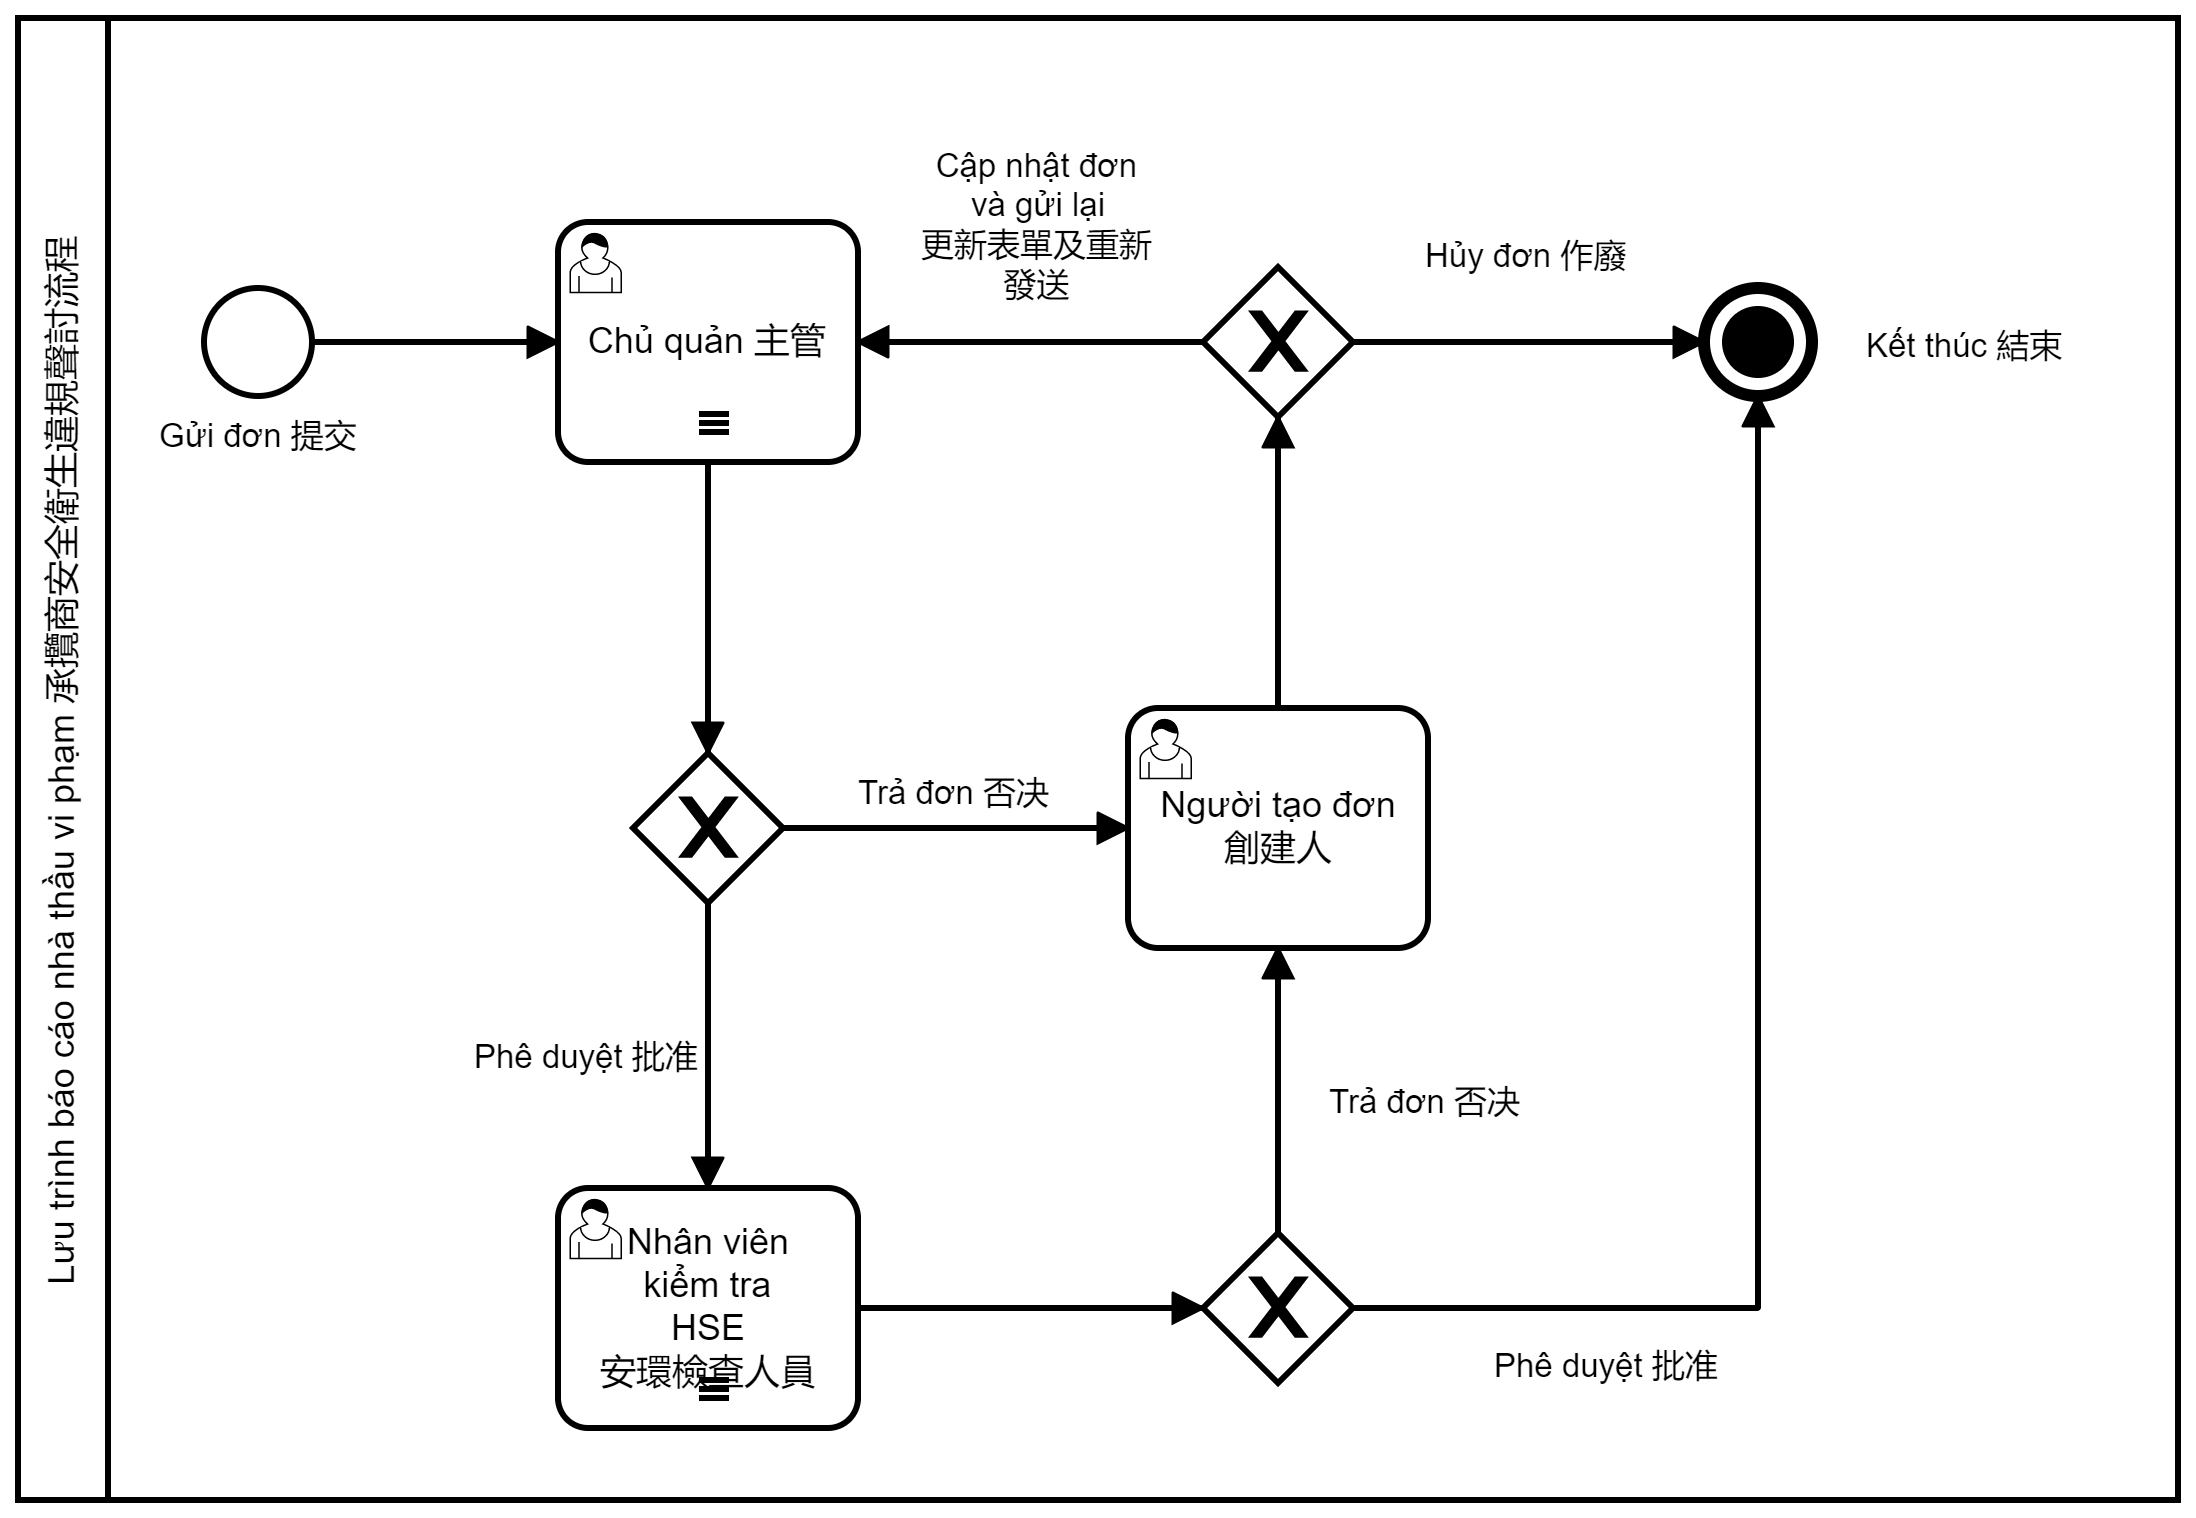 Lưu trình báo cáo nhà thầu vi phạm 承攬商安全衛生違規聲討流程
Cập nhật đơn
và gửi lại
更新表單及重新
發送
Hủy đơn 作廢
Chủ quản 主管
Kết thúc 結束
Gửi đơn 提交
Trả đơn 否决
Người tạo đơn
創建人
Phê duyệt 批准
Trả đơn 否决
Nhân viên
kiểm tra
HSE
安環檢查人員
Phê duyệt 批准